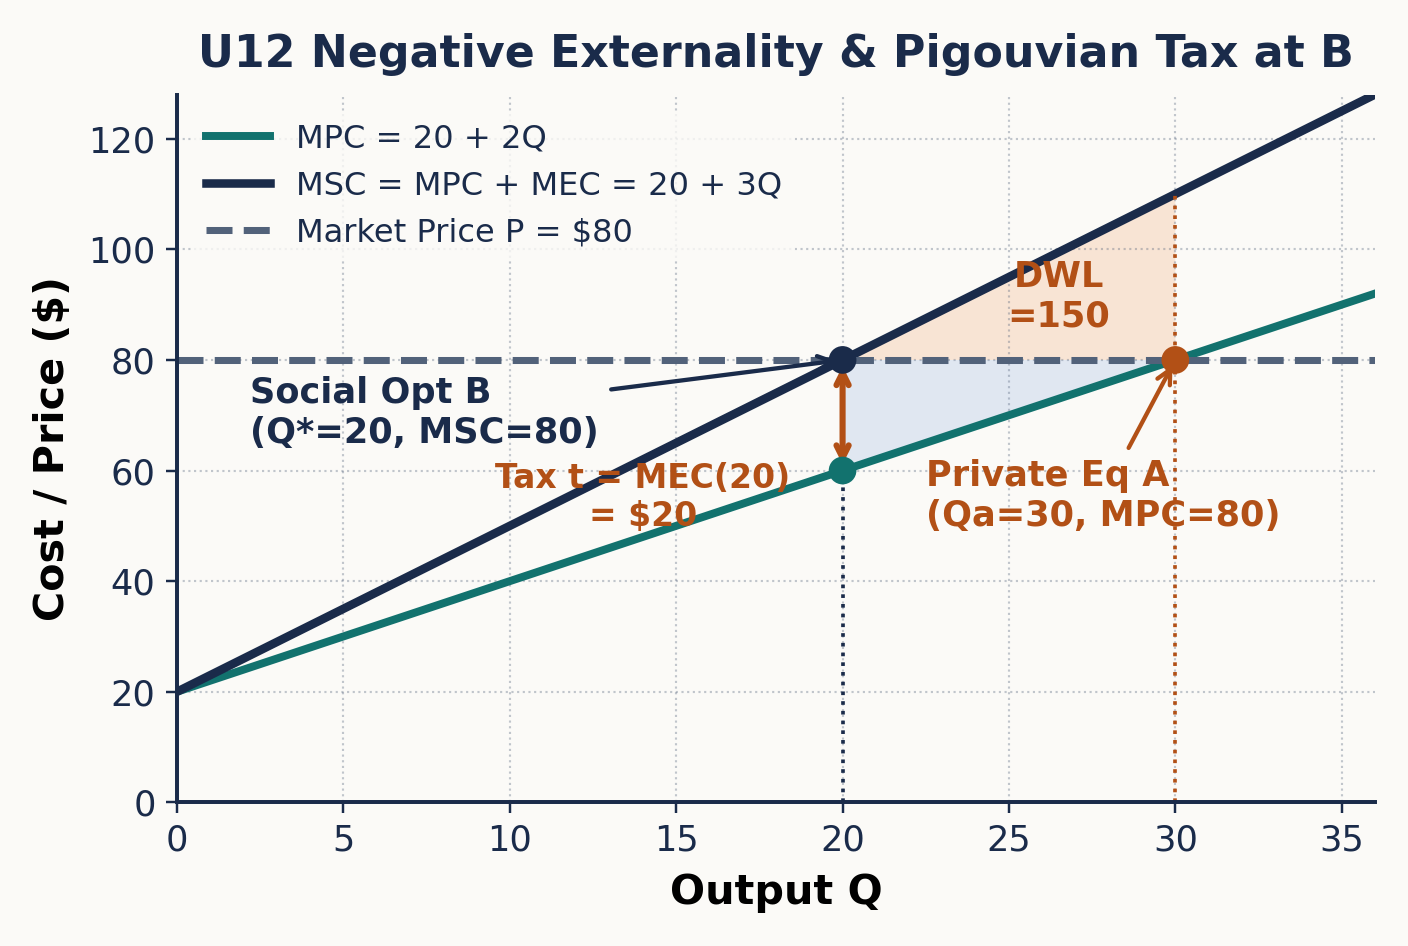 U12 Negative Externality & Pigouvian Tax at B
MPC = 20 + 2Q
MSC = MPC + MEC = 20 + 3Q
Market Price P = $80
Cost / Price ($)
120
100
80
60
40
20
0
DWL
=150
Social Opt B
(Q*=20, MSC=80)
Tax t = MEC(20)
= $20
Private Eq A
(Qa=30, MPC=80)
0 5 10 15 20 25 30 35
Output Q